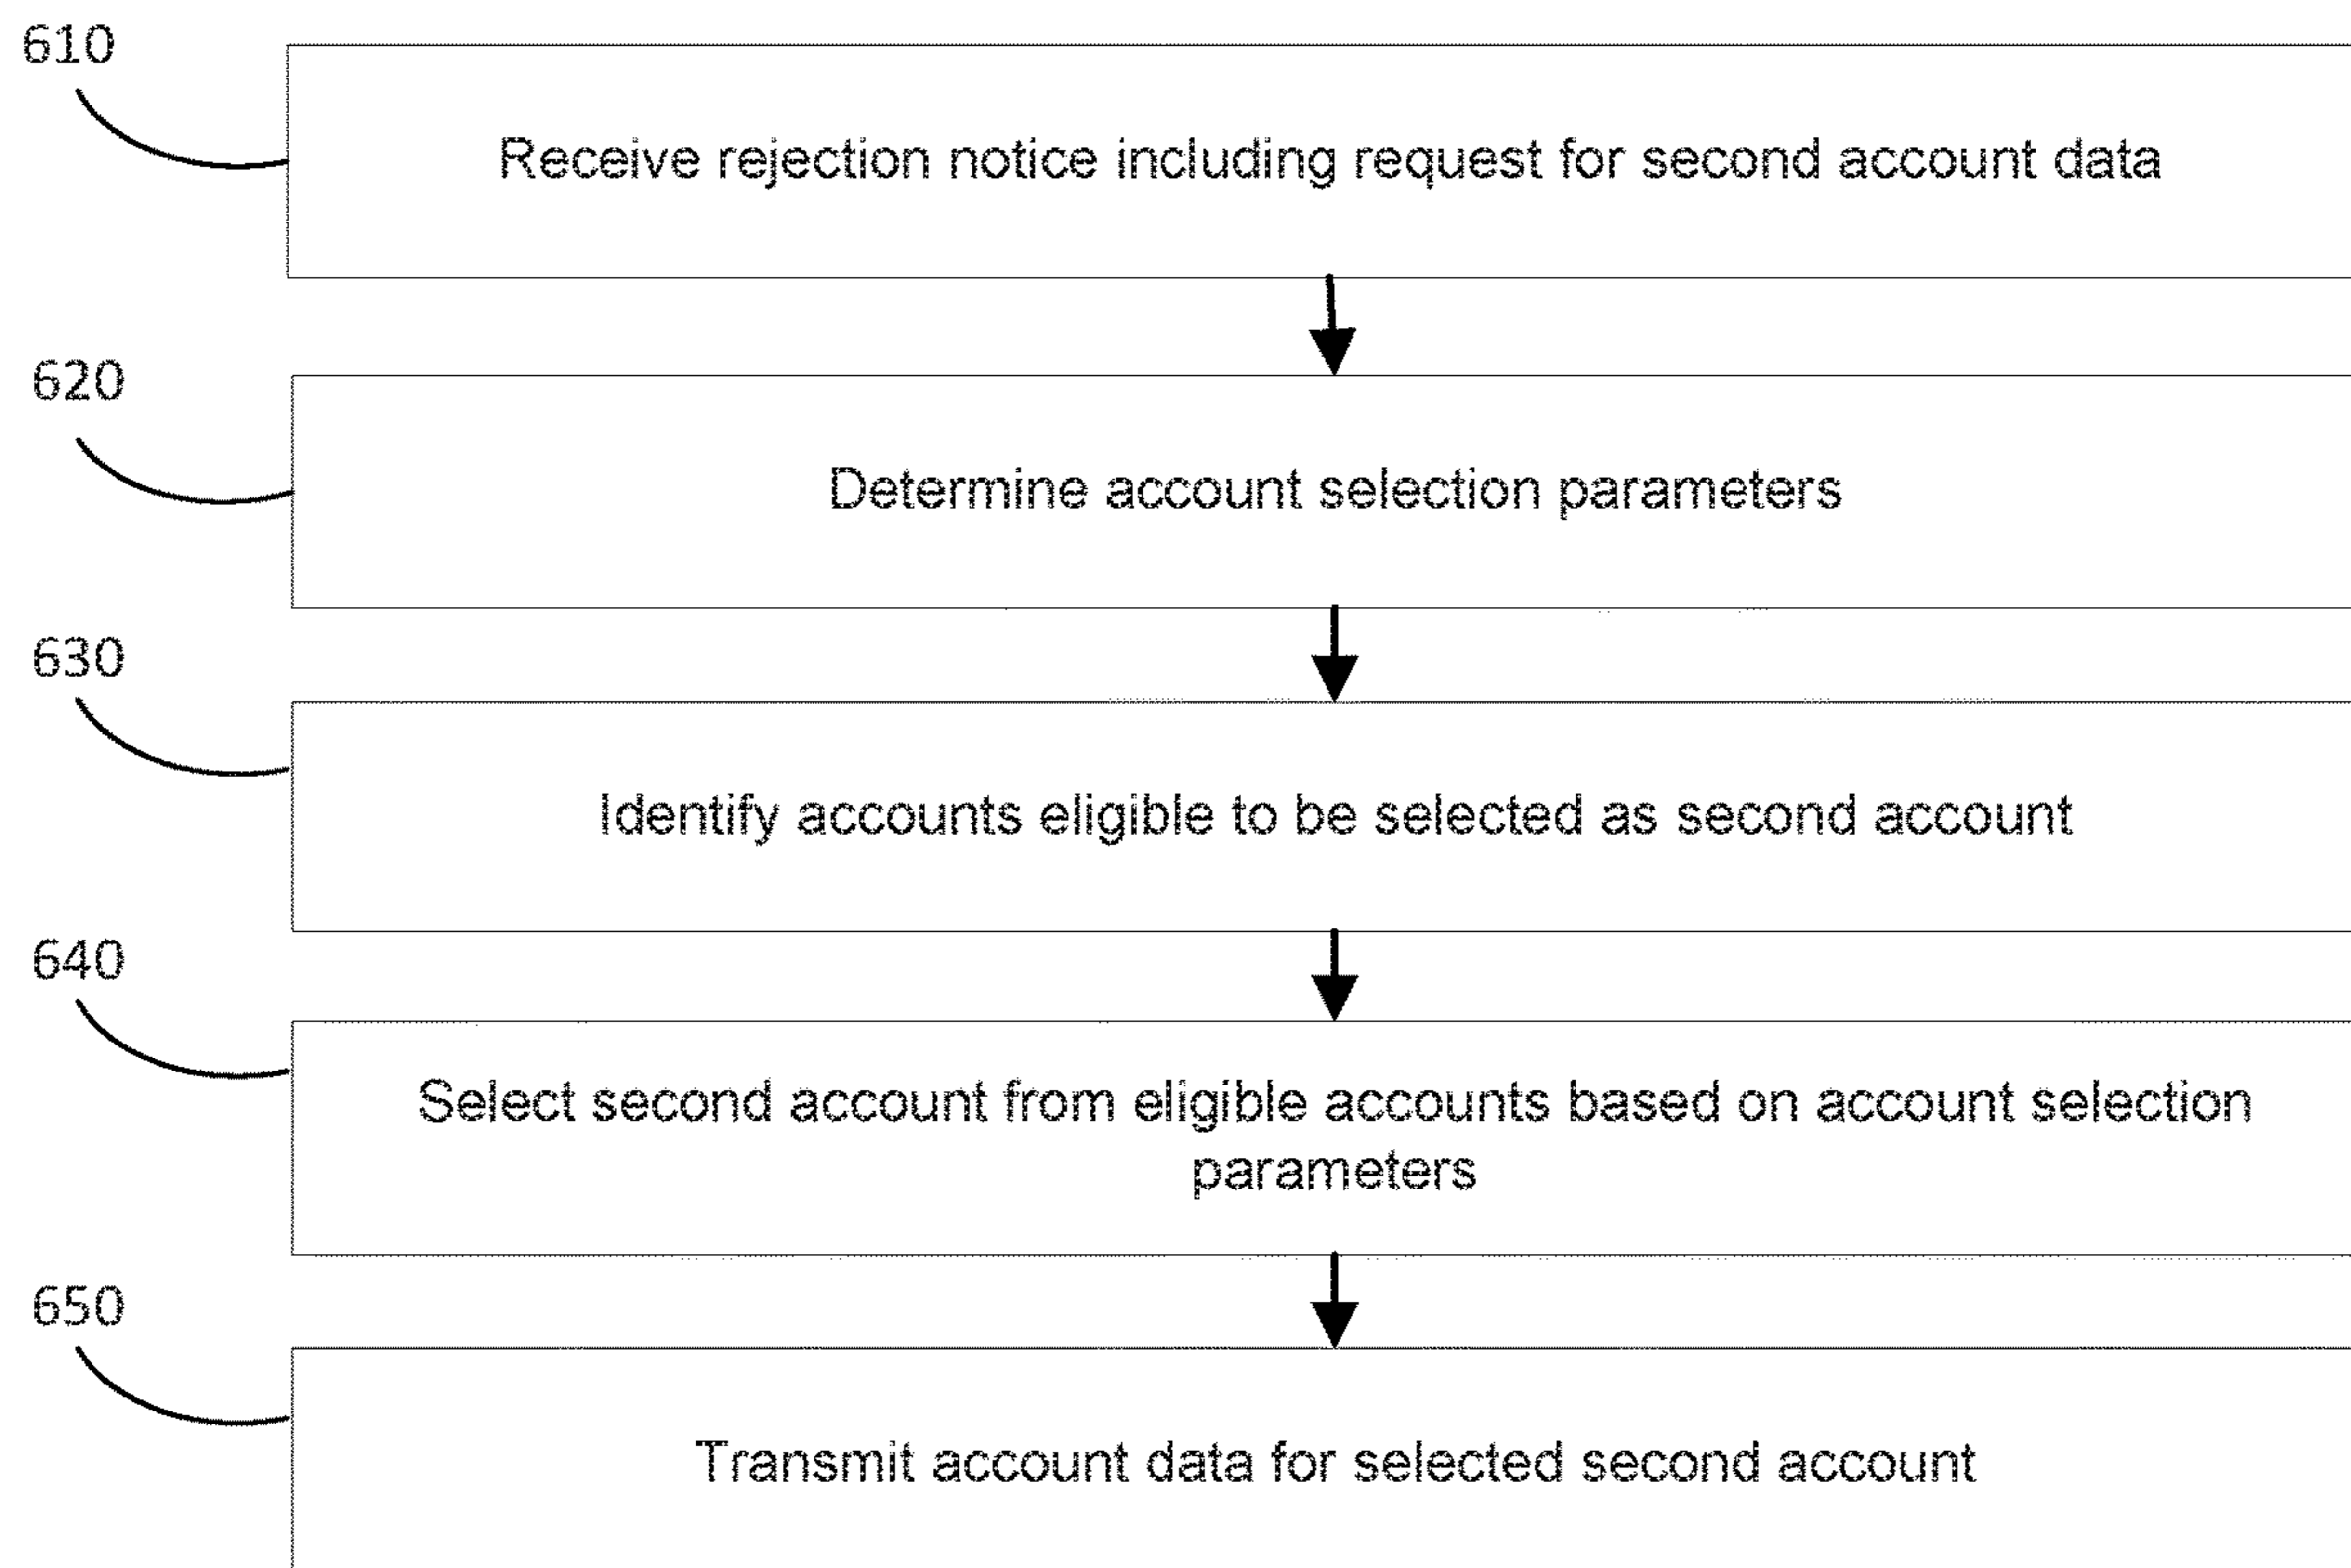 610
Receive rejection notice including request for second account data
620
Determine account selection parameters
630
Identify accounts eligible to be selected as second account
640
Select second account from eligible accounts based on account selection
parameters
650
Transmit account data for selected second account